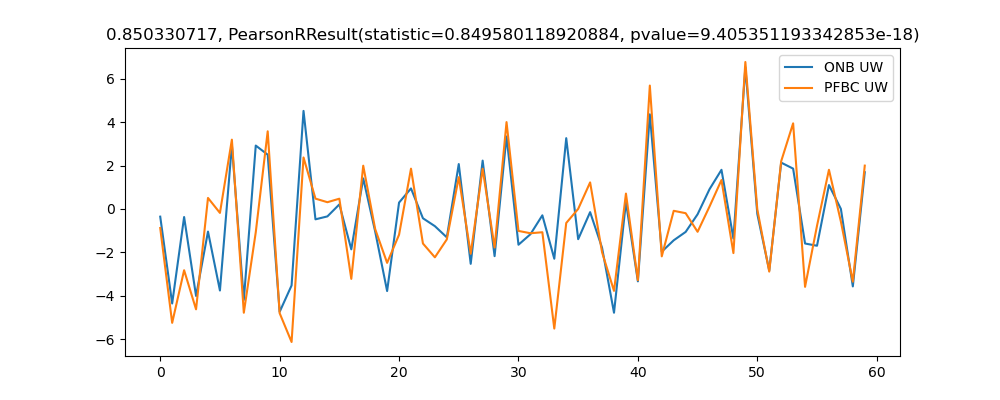 0.850330717, PearsonRResult(statistic=0.849580118920884, pvalue=9.405351193342853e-18)
ONB UW
PFBC UW
6
4
2
0
−2
−4
−6
0 10 20 30 40 50 60